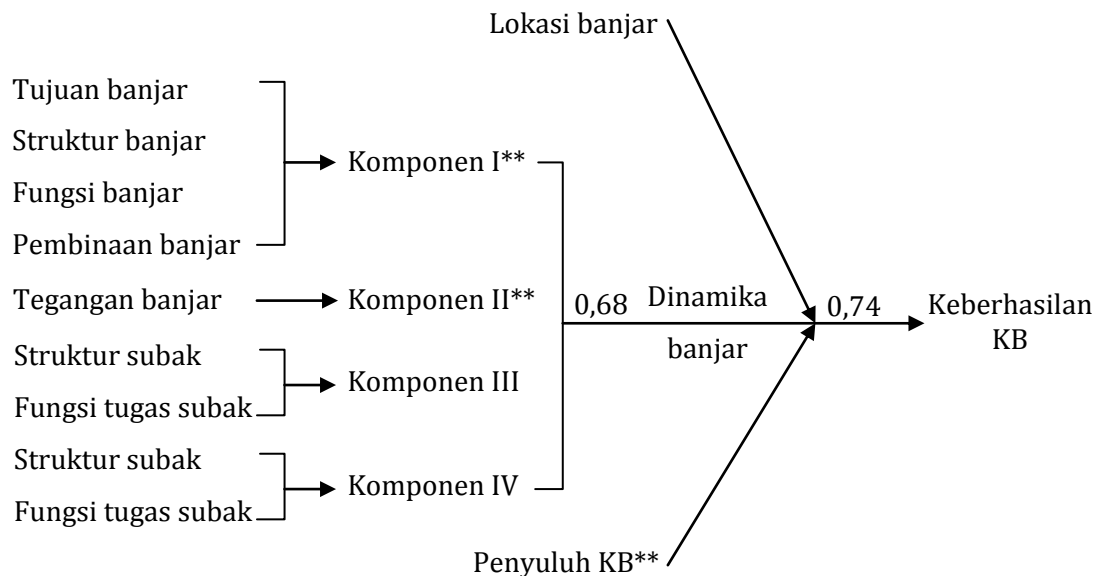 Lokasi banjar
Tujuan banjar
Struktur banjar
Fungsi banjar
Pembinaan banjar
Komponen I**
Tegangan banjar
Komponen II**
0,68
Dinamika
banjar
0,74
Keberhasilan
KB
Struktur subak
Fungsi tugas subak
Komponen III
Struktur subak
Fungsi tugas subak
Komponen IV
Penyuluh KB**